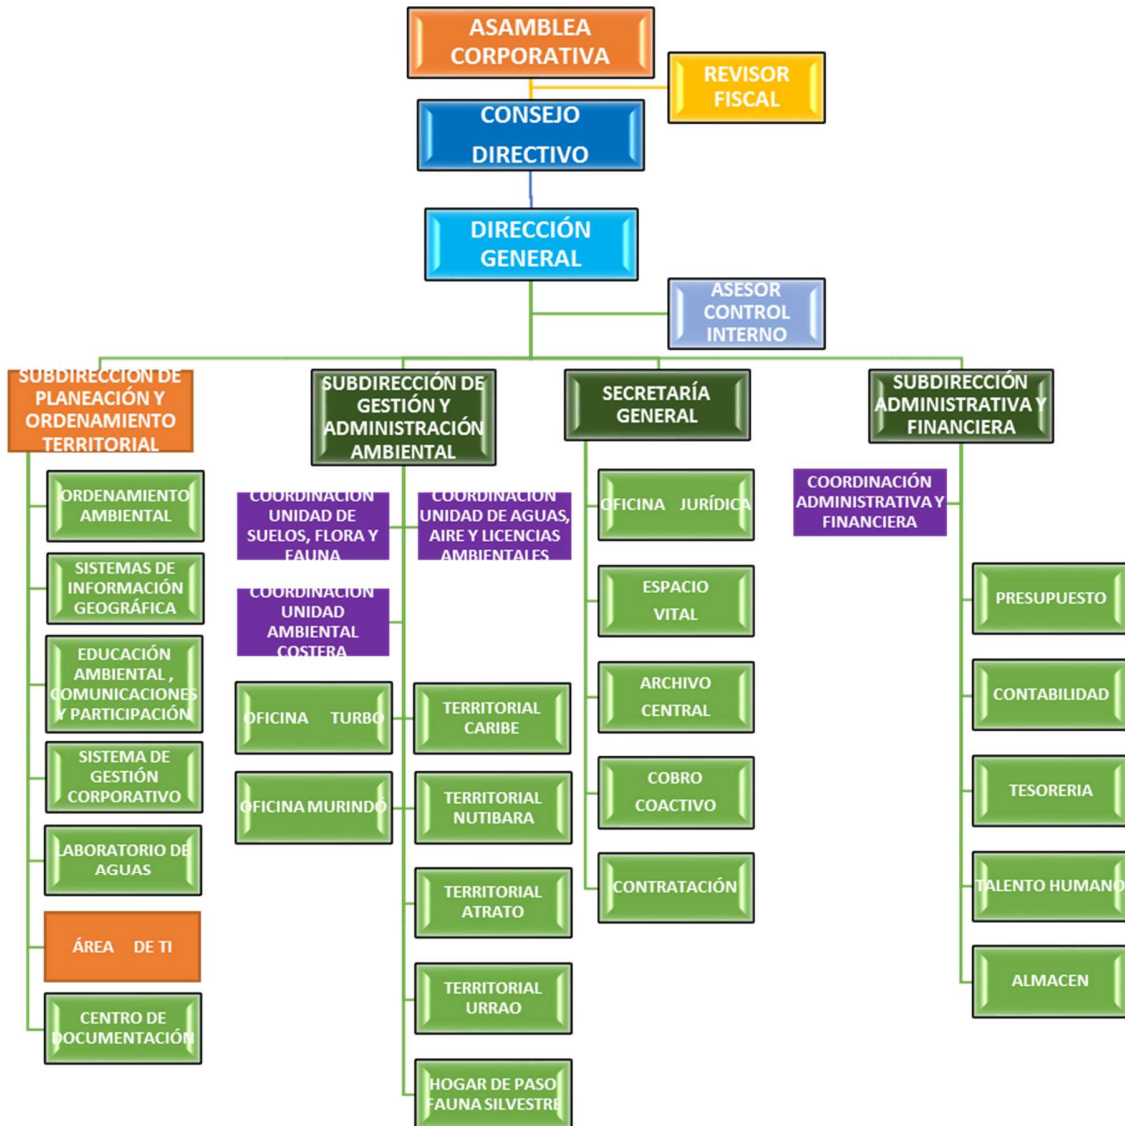 ASAMBLEA
CORPORATIVA
REVISOR
FISCAL
CONSEJO
DIRECTIVO
DIRECCIÓN
GENERAL
ASESOR
CONTROL
INTERNO
SUBDIRECCIÓN DE
PLANEACIÓN Y
ORDENAMIENTO
TERRITORIAL
ORDENAMIENTO
AMBIENTAL
SISTEMAS DE
INFORMACIÓN
GEOGRÁFICA
EDUCACIÓN
AMBIENTAL ,
COMUNICACIONES
Y PARTICIPACIÓN
SISTEMA DE
GESTIÓN
CORPORATIVO
LABORATORIO DE
AGUAS
ÁREA DE TI
CENTRO DE
DOCUMENTACIÓN
SUBDIRECCIÓN DE
GESTIÓN Y
ADMINISTRACIÓN
AMBIENTAL
COORDINACIÓN
UNIDAD DE
SUELOS, FLORA Y
FAUNA
COORDINACIÓN
UNIDAD DE AGUAS,
AIRE Y LICENCIAS
AMBIENTALES
COORDINACIÓN
UNIDAD
AMBIENTAL
COSTERA
OFICINA TURBO
TERRITORIAL
CARIBE
OFICINA MURINDÓ
TERRITORIAL
NUTIBARA
TERRITORIAL
ATRATO
TERRITORIAL
URRAO
HOGAR DE PASO
FAUNA SILVESTRE
SECRETARÍA
GENERAL
OFICINA JURÍDICA
ESPACIO
VITAL
ARCHIVO
CENTRAL
COBRO
COACTIVO
CONTRATACIÓN
SUBDIRECCIÓN
ADMINISTRATIVA Y
FINANCIERA
COORDINACIÓN
ADMINISTRATIVA Y
FINANCIERA
PRESUPUESTO
CONTABILIDAD
TESORERIA
TALENTO HUMANO
ALMACEN